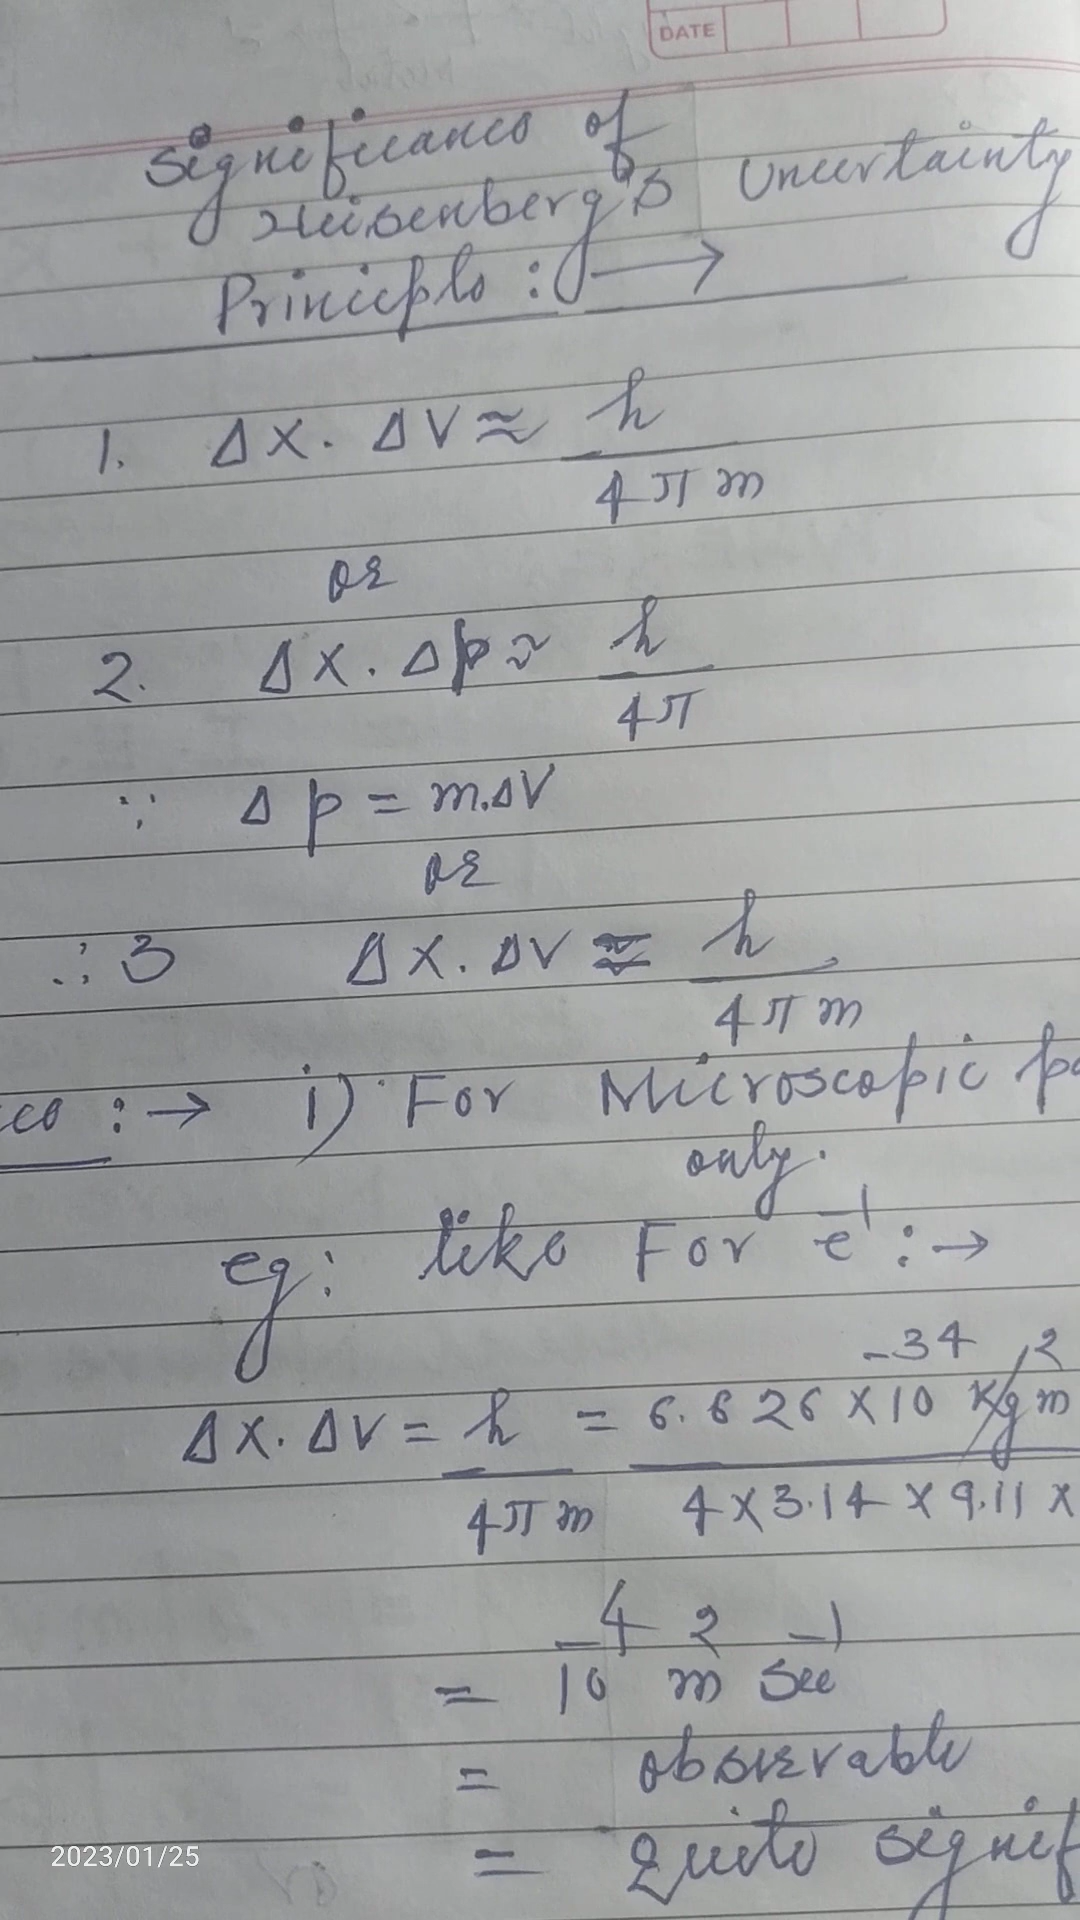 DATE
Significance of
Heisenberg's Uncertainty
Principle :→
1. Δx. Δv ≈ h
4πm
or
2. Δx. Δp ≈ h
4π
∵ Δp = m.Δv
or
∴ 3 Δx. Δv ≈ h
4πm
:→ i) For Microscopic
only.
eg: like For e⁻¹ :→
Δx. Δv = h = 6.626 × 10⁻³⁴ kg m²
4πm 4 × 3.14 × 9.11 ×
= 10⁻⁴ m² sec⁻¹
= observable
= Quite signif
2023/01/25